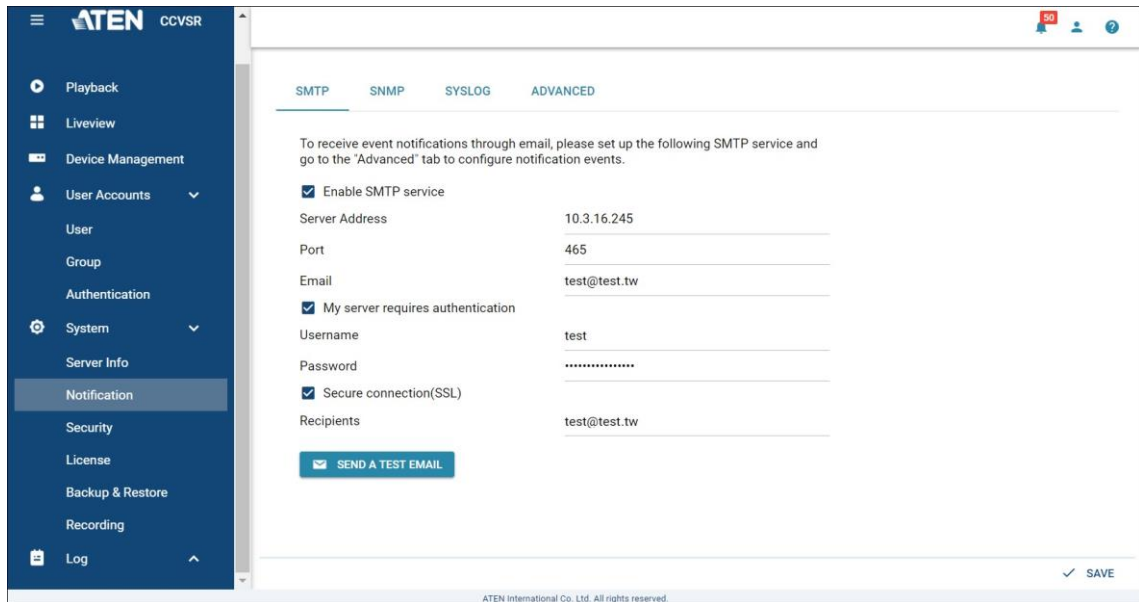 ATEN CCVSR
50
Playback
Liveview
Device Management
User Accounts
User
Group
Authentication
System
Server Info
Notification
Security
License
Backup & Restore
Recording
Log
SMTP SNMP SYSLOG ADVANCED
To receive event notifications through email, please set up the following SMTP service and
go to the "Advanced" tab to configure notification events.
Enable SMTP service
Server Address 10.3.16.245
Port 465
Email test@test.tw
My server requires authentication
Username test
Password ••••••••••••••••
Secure connection(SSL)
Recipients test@test.tw
SEND A TEST EMAIL
SAVE
ATEN International Co. Ltd. All rights reserved.